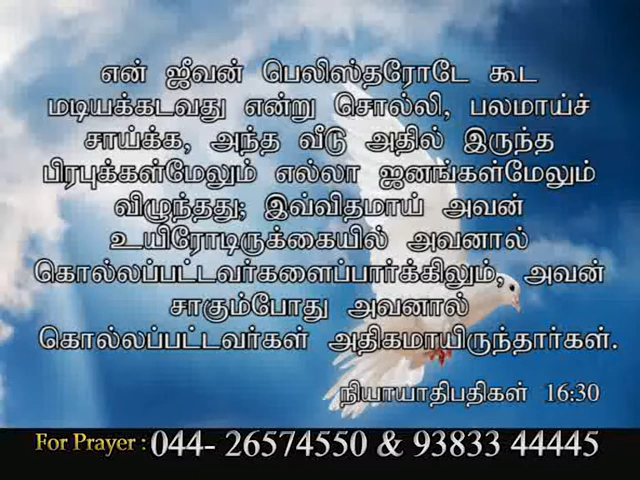 என் ஜீவன் பெலிஸ்தரோடே கூட
மடியக்கடவது என்று சொல்லி, பலமாய்ச்
சாய்க்க, அந்த வீடு அதில் இருந்த
பிரபுக்கள்மேலும் எல்லா ஜனங்கள்மேலும்
விழுந்தது; இவ்விதமாய் அவன்
உயிரோடிருக்கையில் அவனால்
கொல்லப்பட்டவர்களைப்பார்க்கிலும், அவன்
சாகும்போது அவனால்
கொல்லப்பட்டவர்கள் அதிகமாயிருந்தார்கள்.
நியாயாதிபதிகள் 16:30
For Prayer : 044- 26574550 & 93833 44445